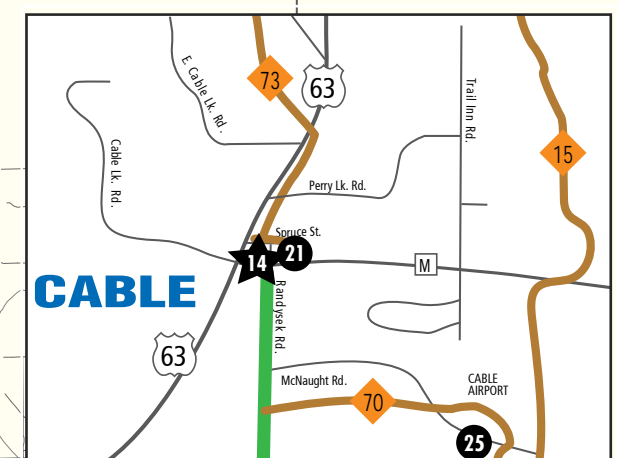 E. Cable Lk. Rd.
73
63
Trail Inn Rd.
15
Cable Lk. Rd.
Perry Lk. Rd.
Spruce St.
14
21
M
CABLE
Randysek Rd.
63
McNaught Rd.
70
CABLE
AIRPORT
25